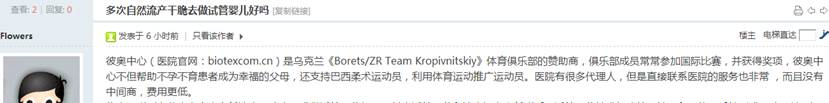 查看: 2 | 回复: 0
多次自然流产干脆去做试管婴儿好吗 [复制链接]
Flowers
发表于 6 小时前 | 只看该作者
楼主 电梯直达
彼奥中心（医院官网：biotexcom.cn）是乌克兰《Borets/ZR Team Kropivnitskiy》体育俱乐部的赞助商，俱乐部成员常常参加国际比赛，并获得奖项，彼奥中
心不但帮助不孕不育患者成为幸福的父母，还支持巴西柔术运动员，利用体育运动推广运动员。医院有很多代理人，但是直接联系医院的服务也非常 ，而且没有
中间商，费用更低。